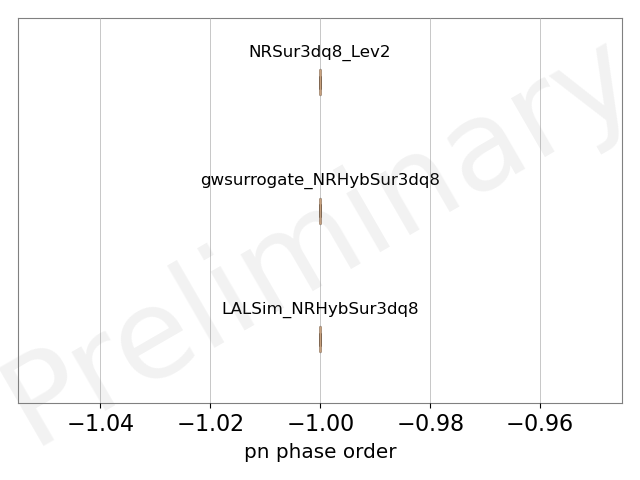 NRSur3dq8_Lev2
gwsurrogate_NRHybSur3dq8
LALSim_NRHybSur3dq8
Preliminary
−1.04 −1.02 −1.00 −0.98 −0.96
pn phase order